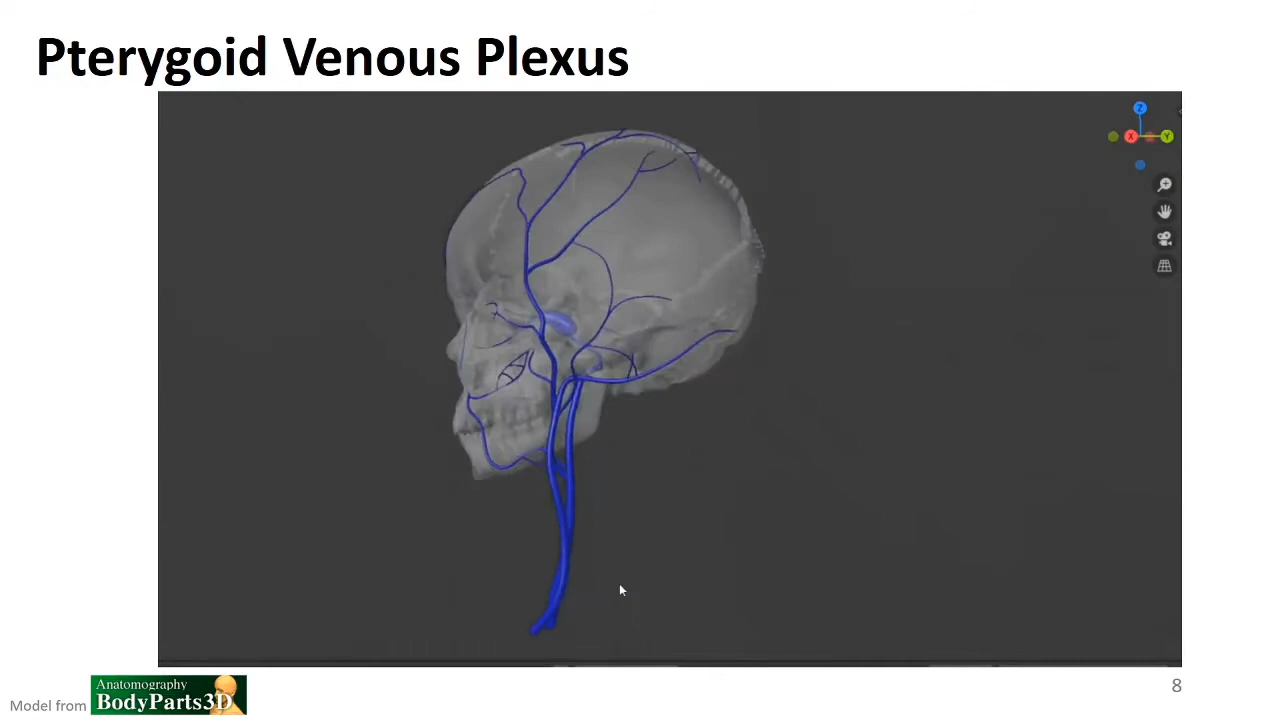 Pterygoid Venous Plexus
Z
X
Y
8
Model from
Anatomography
BodyParts3D